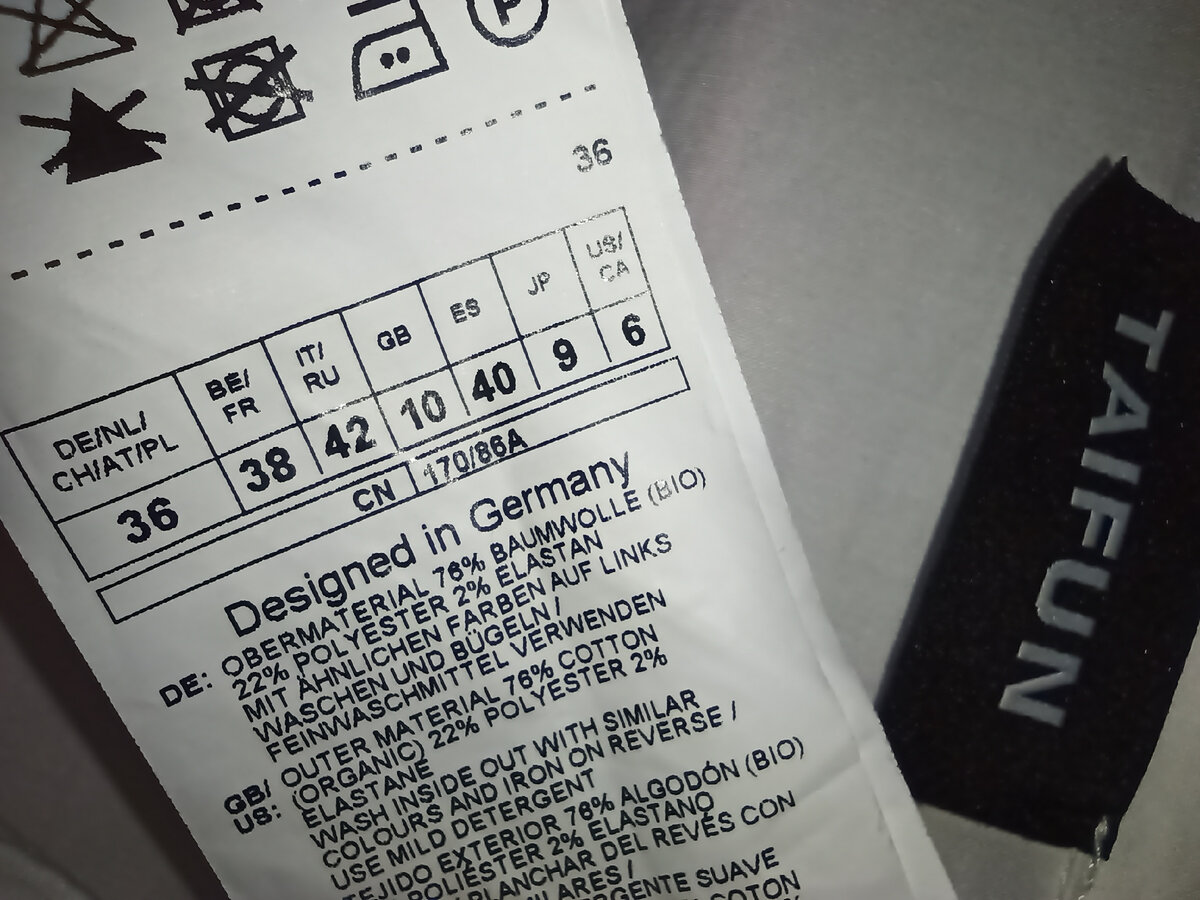 P
36
DE/NL/
CH/AT/PL
BE/
FR
IT/
RU
GB
ES
JP
US/
CA
36
38
42
10
40
9
6
CN
170/86A
Designed in Germany
DE: OBERMATERIAL 76% BAUMWOLLE (BIO)
22% POLYESTER 2% ELASTAN
MIT ÄHNLICHEN FARBEN AUF LINKS
WASCHEN UND BÜGELN /
FEINWASCHMITTEL VERWENDEN
GB/ US: OUTER MATERIAL 76% COTTON
(ORGANIC) 22% POLYESTER 2%
ELASTANE
WASH INSIDE OUT WITH SIMILAR
COLOURS AND IRON ON REVERSE /
USE MILD DETERGENT
TEJIDO EXTERIOR 76% ALGODÓN (BIO)
POLIÉSTER 2% ELASTANO
PLANCHAR DEL REVÉS CON
SUAVE
TAIFUN